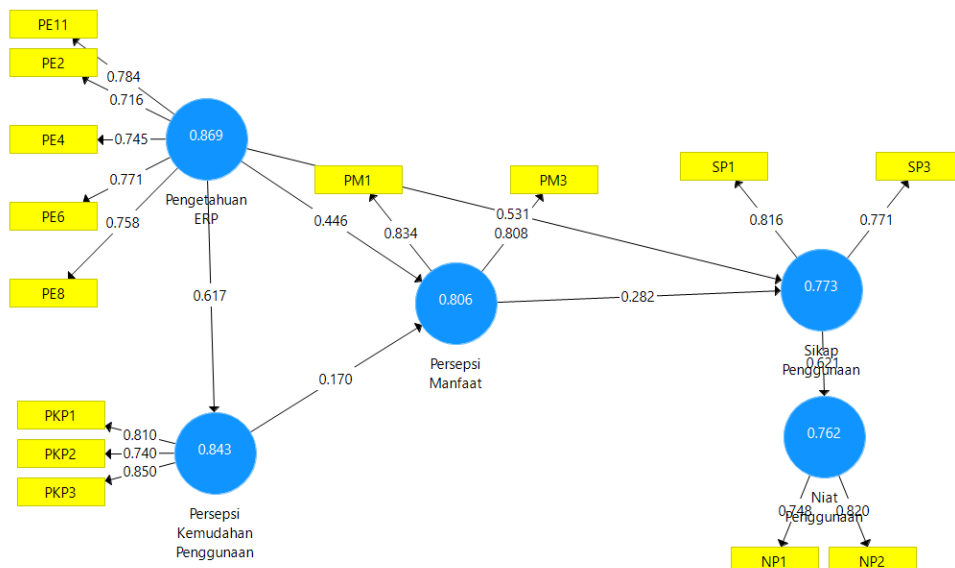 PE11
PE2
0.784
0.716
PE4
0.745
0.869
PE6
0.771
0.758
PE8
Pengetahuan
ERP
PM1
PM3
SP1
SP3
0.446
0.834
0.531
0.808
0.816
0.771
0.617
0.806
0.282
0.773
Persepsi
Manfaat
Sikap
Penggunaan
0.621
0.170
PKP1
0.810
PKP2
0.740
PKP3
0.850
0.843
Persepsi
Kemudahan
Penggunaan
0.762
Niat
Penggunaan
0.748
0.820
NP1
NP2